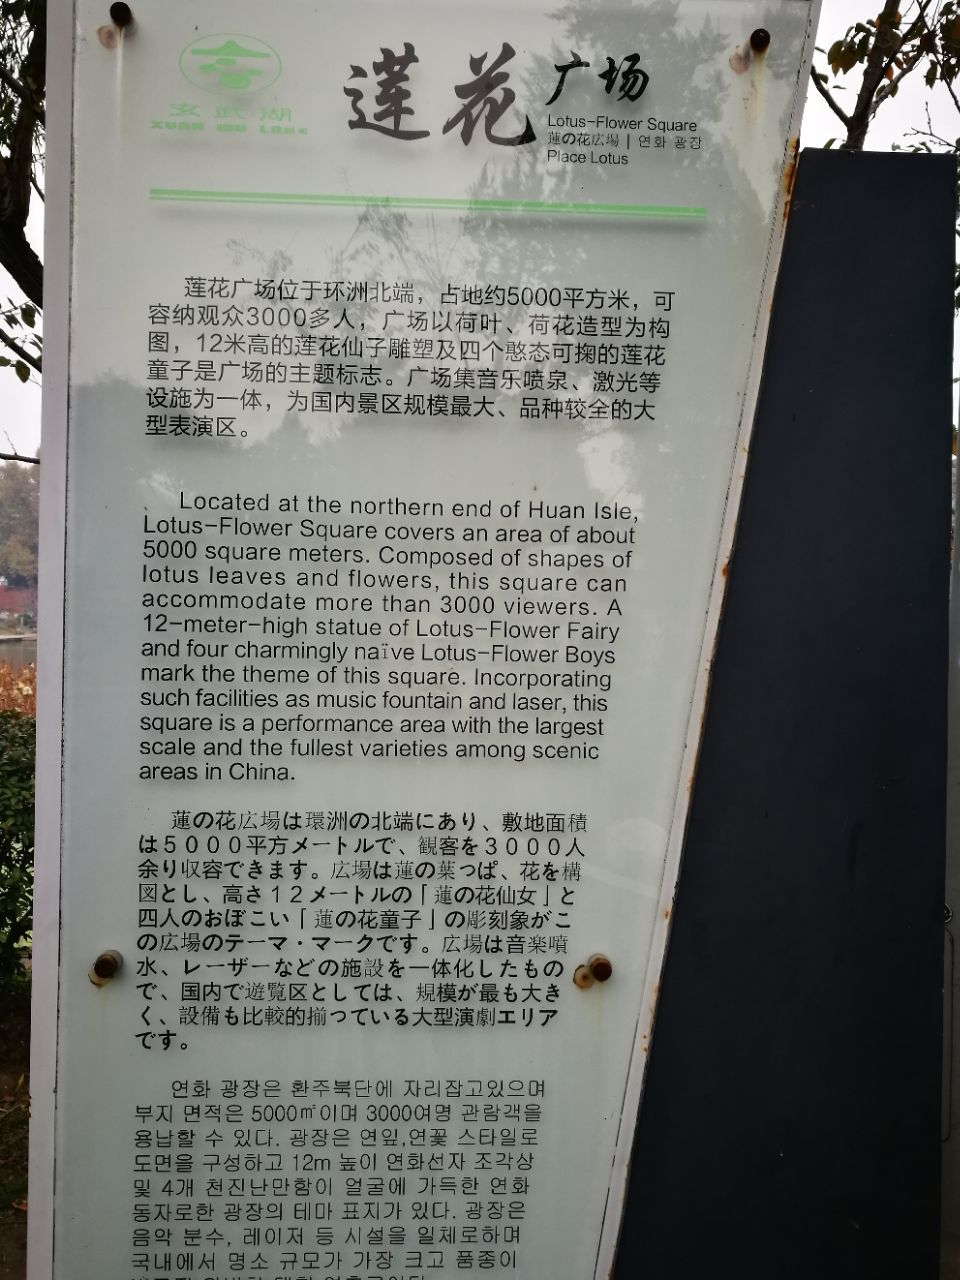 玄武湖
XUAN WU LAKE
莲花广场
Lotus-Flower Square
蓮の花広場 | 연화 광장
Place Lotus
莲花广场位于环洲北端，占地约5000平方米，可
容纳观众3000多人，广场以荷叶、荷花造型为构
图，12米高的莲花仙子雕塑及四个憨态可掬的莲花
童子是广场的主题标志。广场集音乐喷泉、激光等
设施为一体，为国内景区规模最大、品种较全的大
型表演区。
Located at the northern end of Huan Isle,
Lotus-Flower Square covers an area of about
5000 square meters. Composed of shapes of
lotus leaves and flowers, this square can
accommodate more than 3000 viewers. A
12-meter-high statue of Lotus-Flower Fairy
and four charmingly naïve Lotus-Flower Boys
mark the theme of this square. Incorporating
such facilities as music fountain and laser, this
square is a performance area with the largest
scale and the fullest varieties among scenic
areas in China.
蓮の花広場は環洲の北端にあり、敷地面積
は５０００平方メートルで、観客を３０００人
余り収容できます。広場は蓮の葉っぱ、花を構
図とし、高さ１２メートルの「蓮の花仙女」と
四人のおぼこい「蓮の花童子」の彫刻象がこ
の広場のテーマ・マークです。広場は音楽噴
水、レーザーなどの施設を一体化したもの
で、国内で遊覧区としては、規模が最も大き
く、設備も比較的揃っている大型演劇エリア
です。
연화 광장은 환주북단에 자리잡고있으며
부지 면적은 5000㎡이며 3000여명 관람객을
용납할 수 있다. 광장은 연잎,연꽃 스타일로
도면을 구성하고 12m 높이 연화선자 조각상
및 4개 천진난만함이 얼굴에 가득한 연화
동자로한 광장의 테마 표지가 있다. 광장은
음악 분수, 레이저 등 시설을 일체로하며
국내에서 명소 규모가 가장 크고 품종이